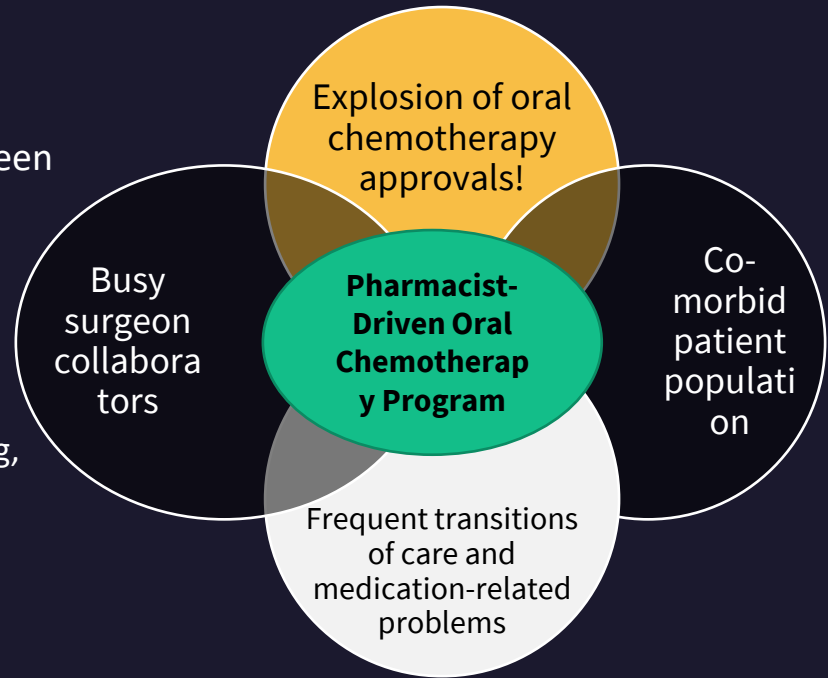 een
g,
Explosion of oral
chemotherapy
approvals!
Busy
surgeon
collabora
tors
Pharmacist-
Driven Oral
Chemotherap
y Program
Co-
morbid
patient
populati
on
Frequent transitions
of care and
medication-related
problems